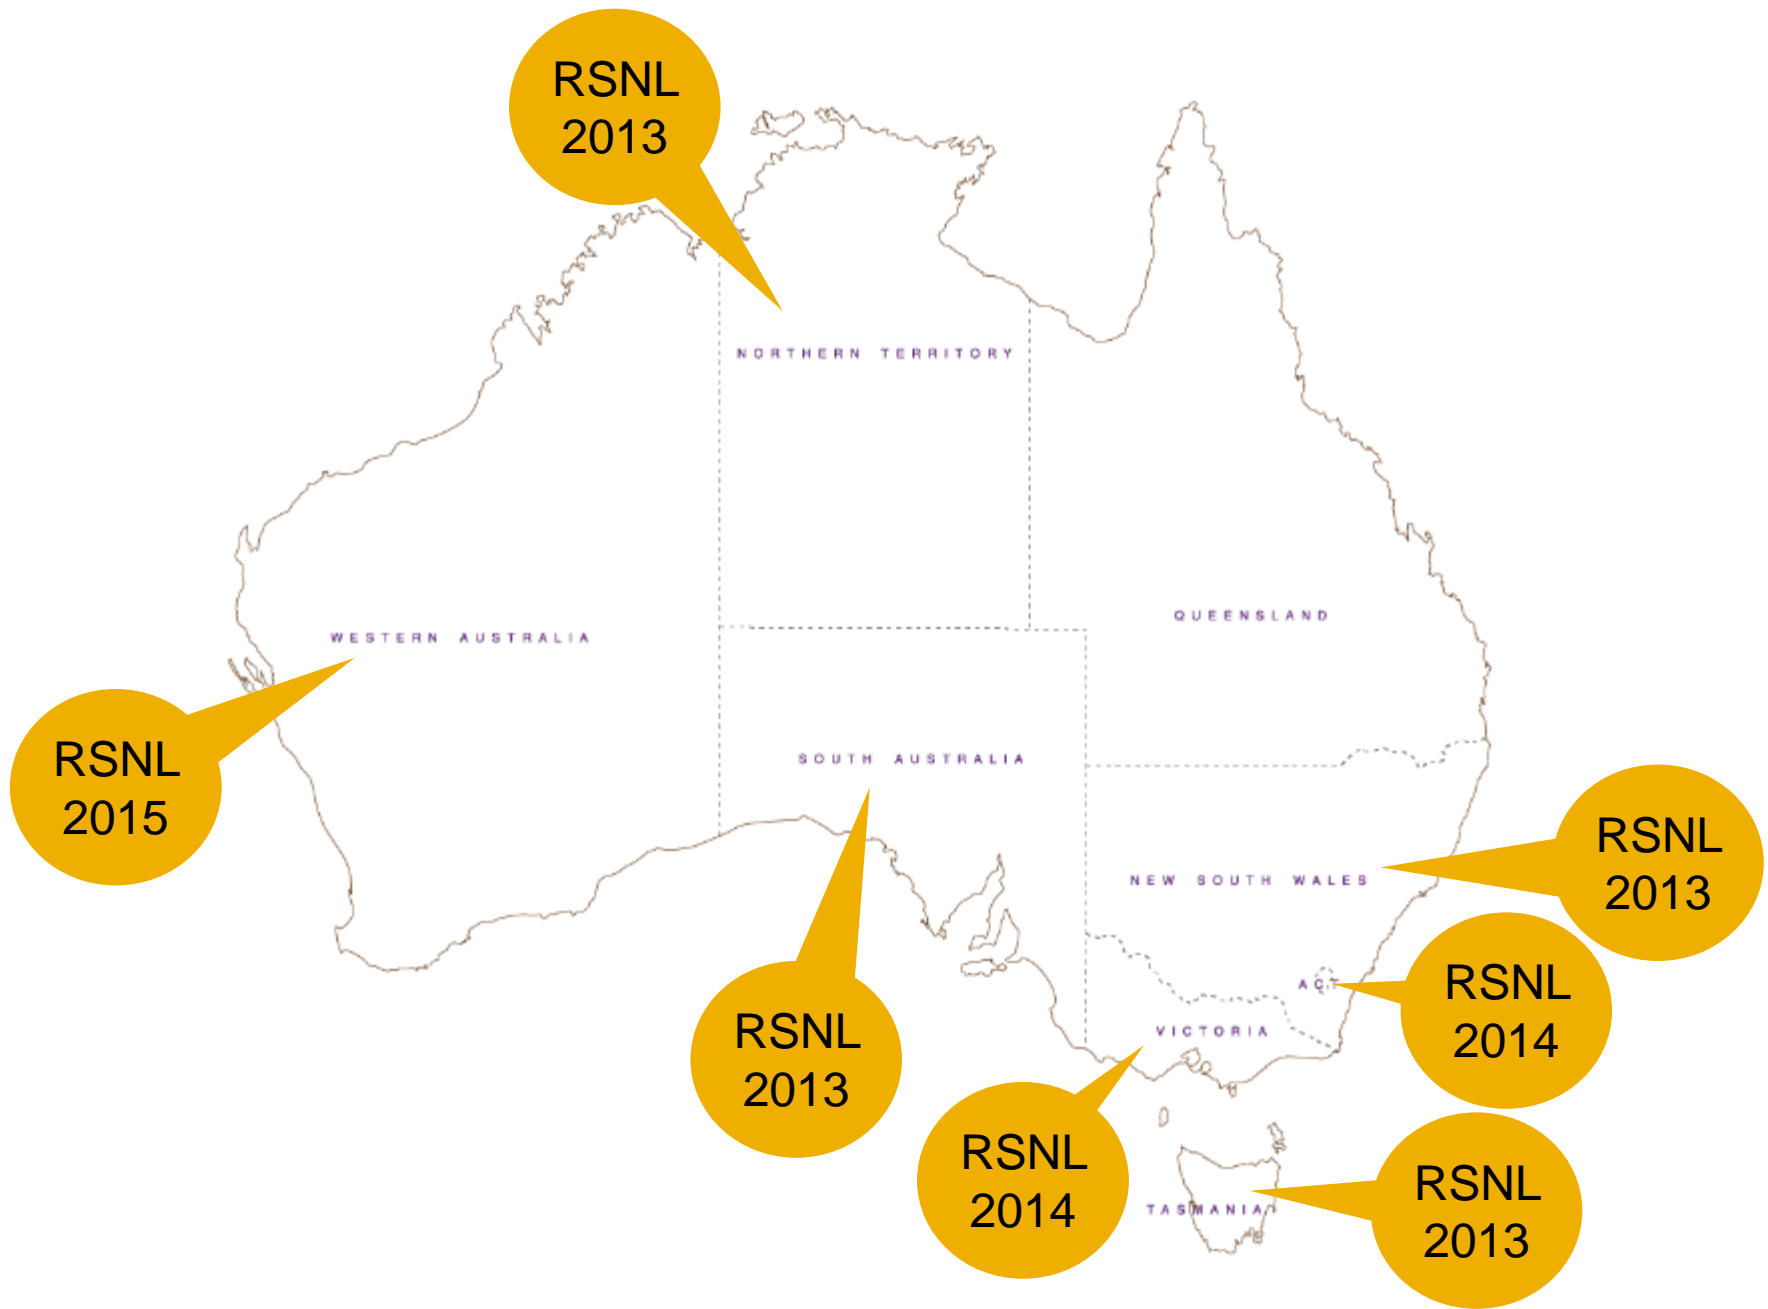 RSNL
2013
NORTHERN TERRITORY
QUEENSLAND
WESTERN AUSTRALIA
RSNL
2015
SOUTH AUSTRALIA
RSNL
2013
NEW SOUTH WALES
RSNL
2014
ACT
VICTORIA
RSNL
2013
RSNL
2014
RSNL
2013
TASMANIA